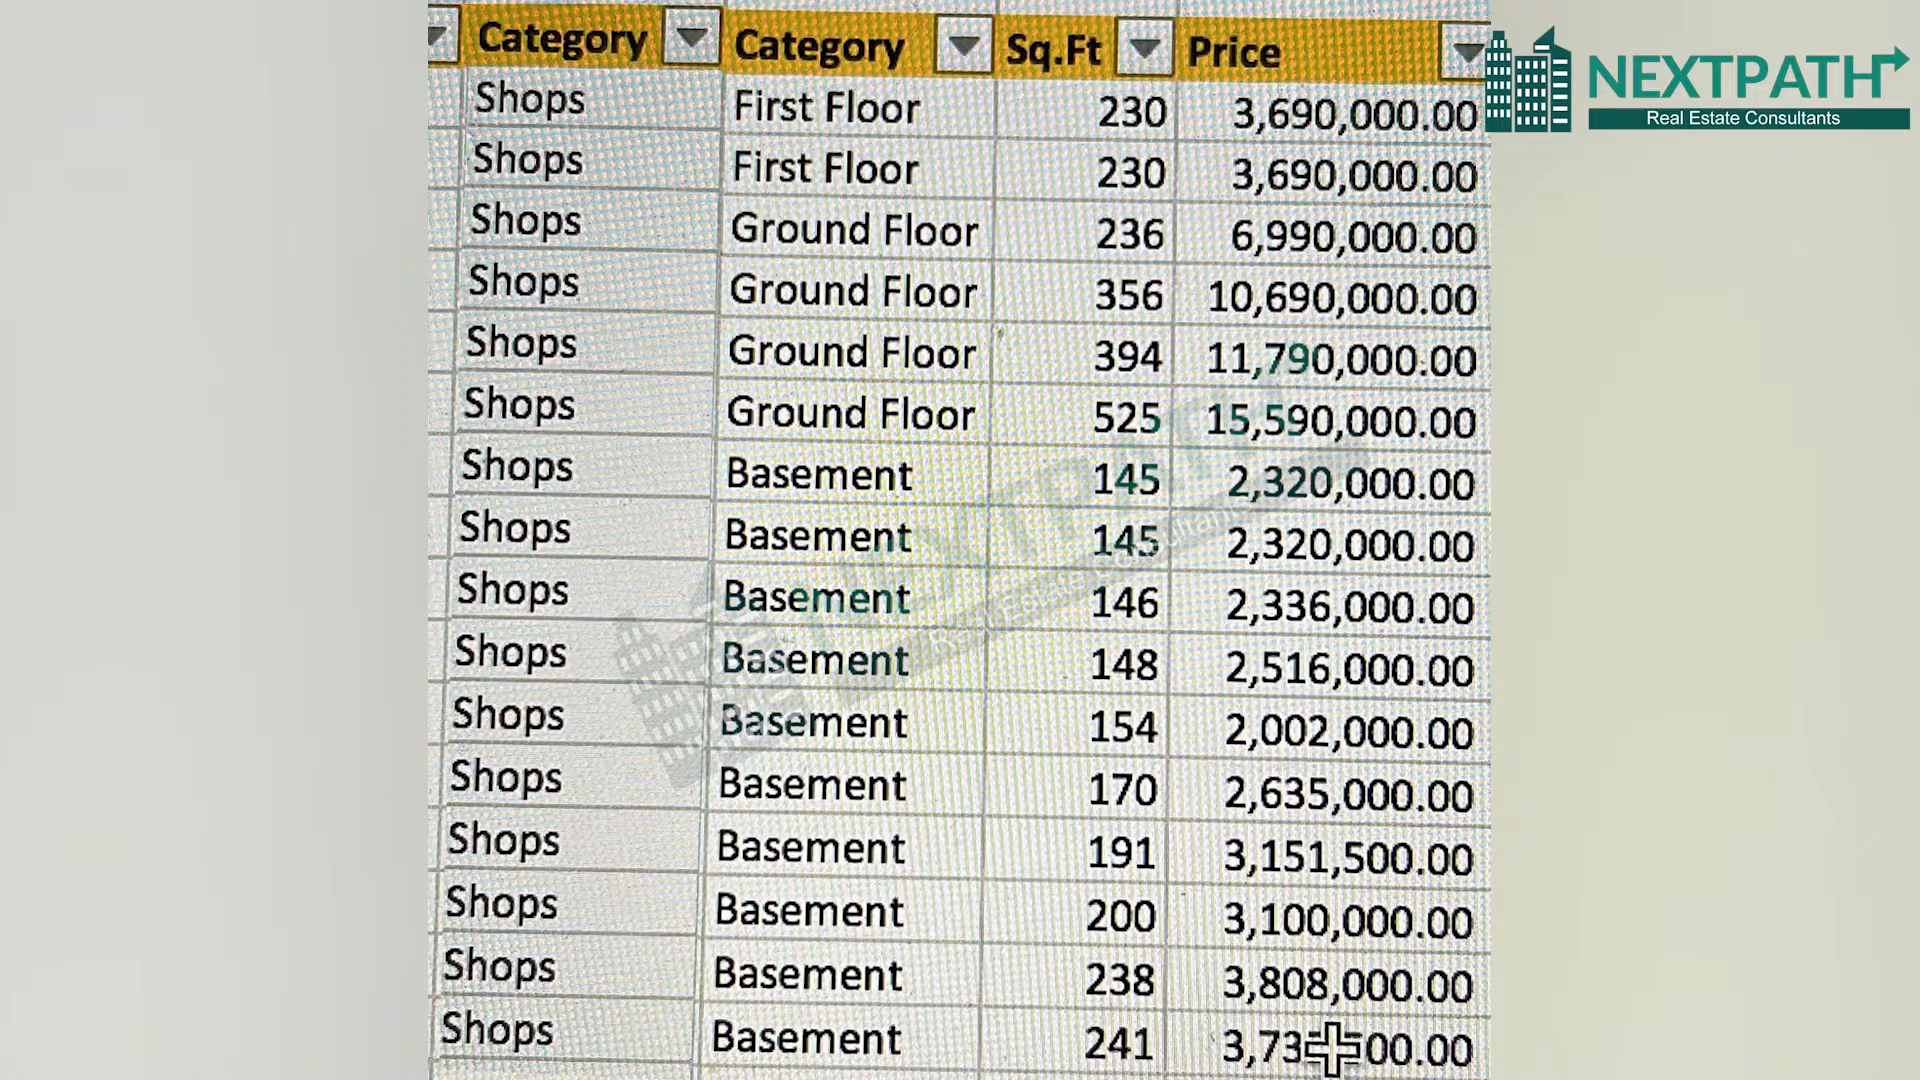 Category Category Sq.Ft Price
Shops First Floor 230 3,690,000.00
Shops First Floor 230 3,690,000.00
Shops Ground Floor 236 6,990,000.00
Shops Ground Floor 356 10,690,000.00
Shops Ground Floor 394 11,790,000.00
Shops Ground Floor 525 15,590,000.00
Shops Basement 145 2,320,000.00
Shops Basement 145 2,320,000.00
Shops Basement 146 2,336,000.00
Shops Basement 148 2,516,000.00
Shops Basement 154 2,002,000.00
Shops Basement 170 2,635,000.00
Shops Basement 191 3,151,500.00
Shops Basement 200 3,100,000.00
Shops Basement 238 3,808,000.00
Shops Basement 241
NEXTPATH
Real Estate Consultants
NEXTPATH
Real Estate Consultants